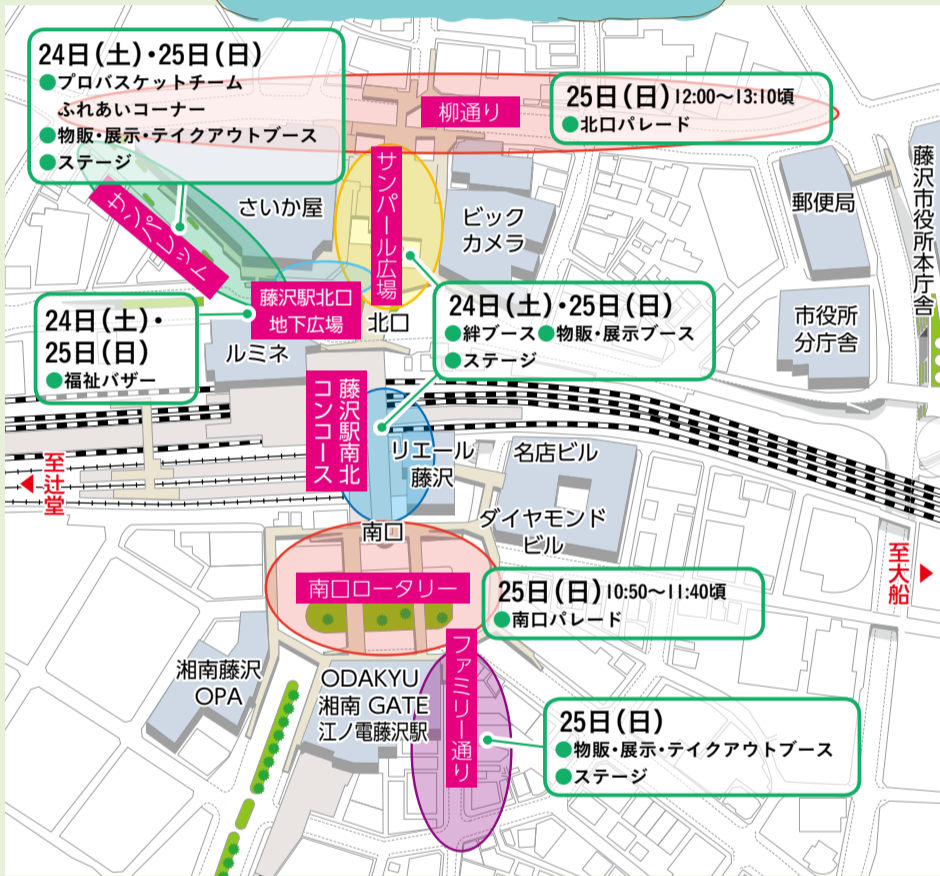 24日(土)・25日(日)
●プロバスケットチーム
ふれあいコーナー
●物販・展示・テイクアウトブース
●ステージ
柳通り
25日(日)12:00〜13:10頃
●北口パレード
サンパレット
さいか屋
サンパール広場
ビック
カメラ
郵便局
藤沢市役所本庁舎
藤沢駅北口
地下広場
北口
24日(土)・
25日(日)
●福祉バザー
ルミネ
24日(土)・25日(日)
●絆ブース●物販・展示ブース
●ステージ
市役所
分庁舎
藤沢駅南北
コンコース
リエール
藤沢
名店ビル
至辻堂
南口
ダイヤモンド
ビル
至大船
南口ロータリー
25日(日)10:50〜11:40頃
●南口パレード
湘南藤沢
OPA
ODAKYU
湘南 GATE
江ノ電藤沢駅
ファミリー通り
25日(日)
●物販・展示・テイクアウトブース
●ステージ